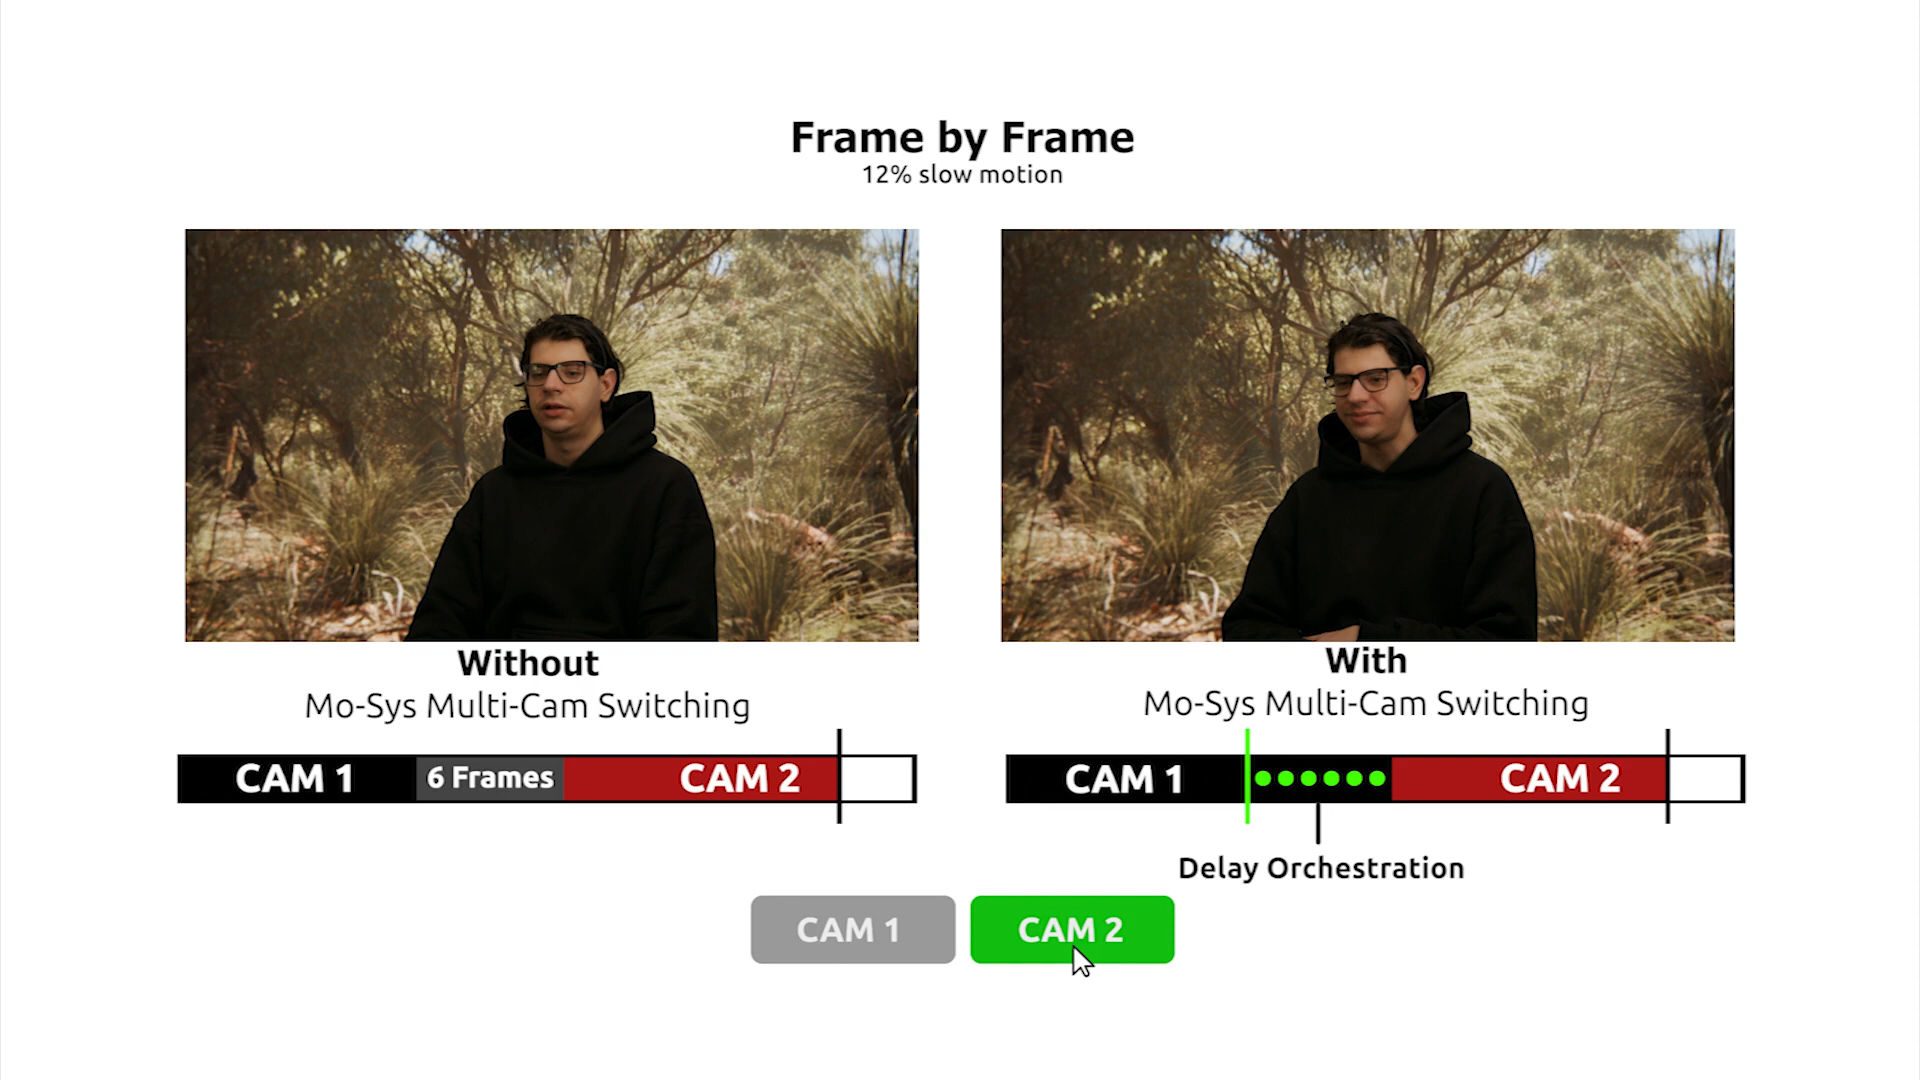 Frame by Frame
12% slow motion
Without
Mo-Sys Multi-Cam Switching
CAM 1 6 Frames CAM 2
With
Mo-Sys Multi-Cam Switching
CAM 1 CAM 2
Delay Orchestration
CAM 1 CAM 2